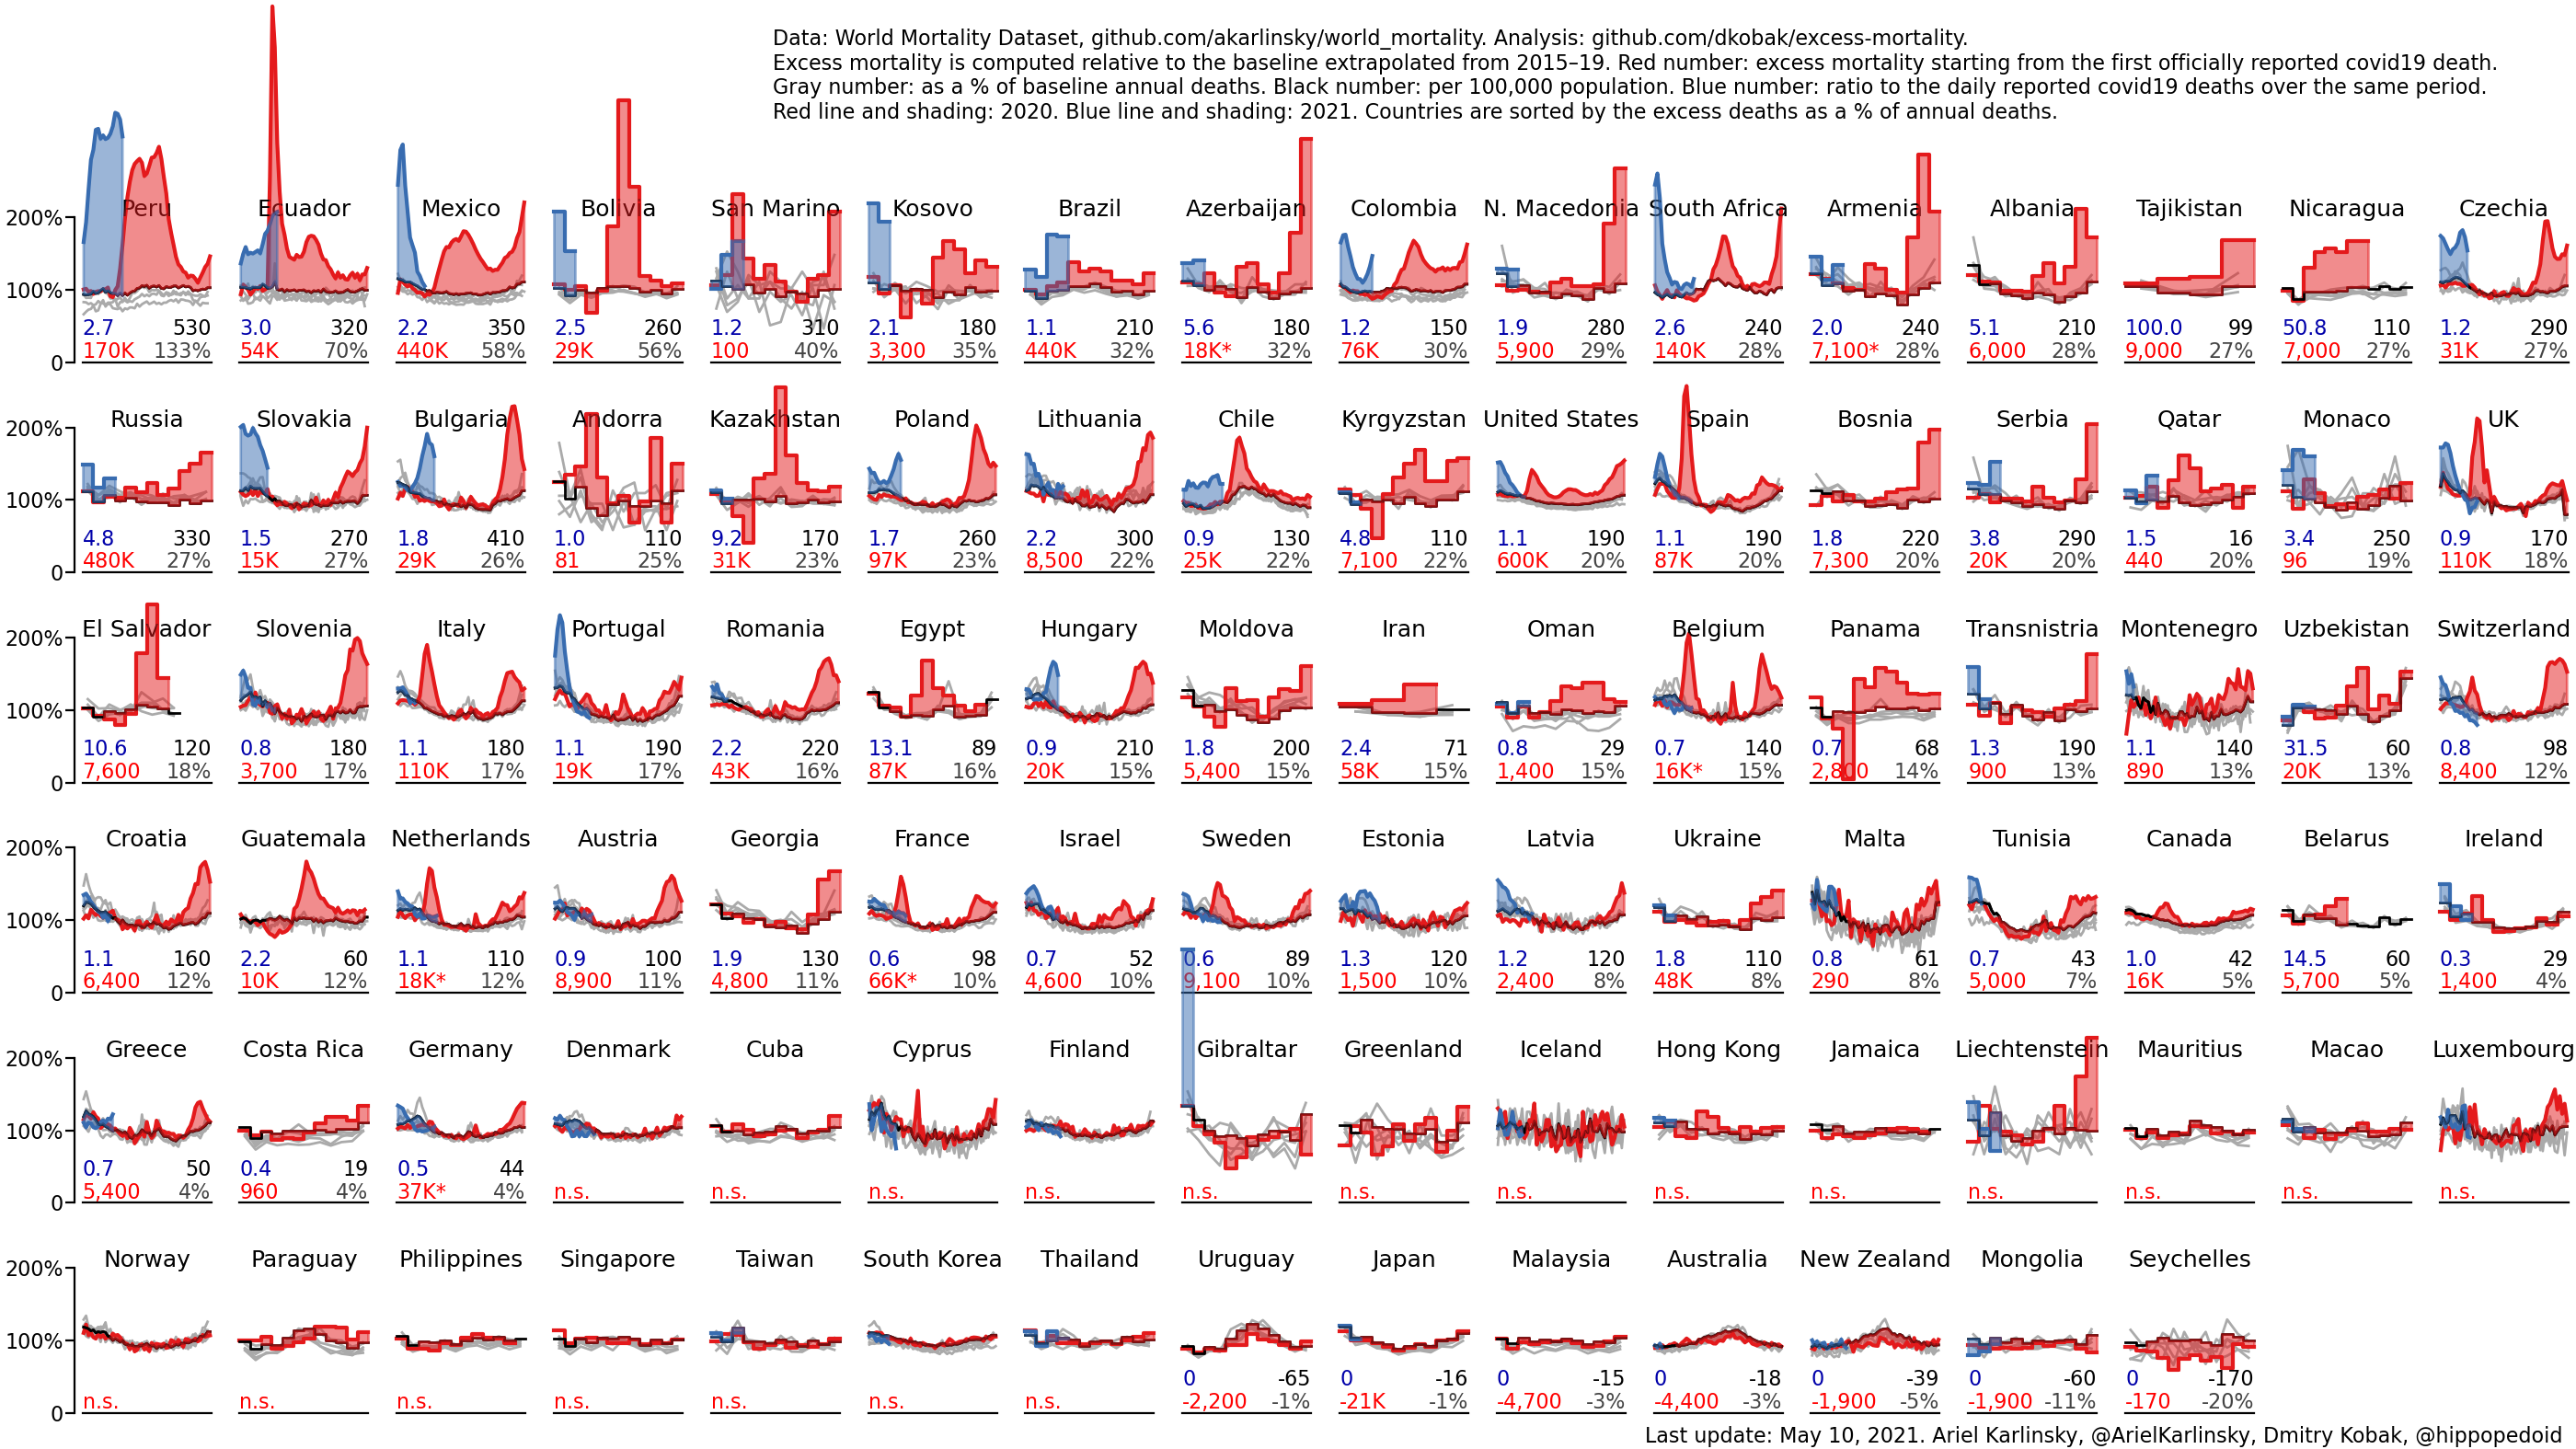 Data: World Mortality Dataset, github.com/akarlinsky/world_mortality. Analysis: github.com/dkobak/excess-mortality.
Excess mortality is computed relative to the baseline extrapolated from 2015–19. Red number: excess mortality starting from the first officially reported covid19 death.
Gray number: as a % of baseline annual deaths. Black number: per 100,000 population. Blue number: ratio to the daily reported covid19 deaths over the same period.
Red line and shading: 2020. Blue line and shading: 2021. Countries are sorted by the excess deaths as a % of annual deaths.
Peru Ecuador Mexico Bolivia San Marino Kosovo Brazil Azerbaijan Colombia N. Macedonia South Africa Armenia Albania Tajikistan Nicaragua Czechia
200%
100%
2.7 530 3.0 320 2.2 350 2.5 260 1.2 310 2.1 180 1.1 210 5.6 180 1.2 150 1.9 280 2.6 240 2.0 240 5.1 210 100.0 99 50.8 110 1.2 290
0 170K 133% 54K 70% 440K 58% 29K 56% 100 40% 3,300 35% 440K 32% 18K* 32% 76K 30% 5,900 29% 140K 28% 7,100* 28% 6,000 28% 9,000 27% 7,000 27% 31K 27%
Russia Slovakia Bulgaria Andorra Kazakhstan Poland Lithuania Chile Kyrgyzstan United States Spain Bosnia Serbia Qatar Monaco UK
200%
100%
4.8 330 1.5 270 1.8 410 1.0 110 9.2 170 1.7 260 2.2 300 0.9 130 4.8 110 1.1 190 1.1 190 1.8 220 3.8 290 1.5 16 3.4 250 0.9 170
0 480K 27% 15K 27% 29K 26% 81 25% 31K 23% 97K 23% 8,500 22% 25K 22% 7,100 22% 600K 20% 87K 20% 7,300 20% 20K 20% 440 20% 96 19% 110K 18%
El Salvador Slovenia Italy Portugal Romania Egypt Hungary Moldova Iran Oman Belgium Panama Transnistria Montenegro Uzbekistan Switzerland
200%
100%
10.6 120 0.8 180 1.1 180 1.1 190 2.2 220 13.1 89 0.9 210 1.8 200 2.4 71 0.8 29 0.7 140 0.7 68 1.3 190 1.1 140 31.5 60 0.8 98
0 7,600 18% 3,700 17% 110K 17% 19K 17% 43K 16% 87K 16% 20K 15% 5,400 15% 58K 15% 1,400 15% 16K* 15% 2,800 14% 900 13% 890 13% 20K 13% 8,400 12%
Croatia Guatemala Netherlands Austria Georgia France Israel Sweden Estonia Latvia Ukraine Malta Tunisia Canada Belarus Ireland
200%
100%
1.1 160 2.2 60 1.1 110 0.9 100 1.9 130 0.6 98 0.7 52 0.6 89 1.3 120 1.2 120 1.8 110 0.8 61 0.7 43 1.0 42 14.5 60 0.3 29
0 6,400 12% 10K 12% 18K* 12% 8,900 11% 4,800 11% 66K* 10% 4,600 10% 9,100 10% 1,500 10% 2,400 8% 48K 8% 290 8% 5,000 7% 16K 5% 5,700 5% 1,400 4%
Greece Costa Rica Germany Denmark Cuba Cyprus Finland Gibraltar Greenland Iceland Hong Kong Jamaica Liechtenstein Mauritius Macao Luxembourg
200%
100%
0.7 50 0.4 19 0.5 44
0 5,400 4% 960 4% 37K* 4% n.s. n.s. n.s. n.s. n.s. n.s. n.s. n.s. n.s. n.s. n.s. n.s. n.s.
Norway Paraguay Philippines Singapore Taiwan South Korea Thailand Uruguay Japan Malaysia Australia New Zealand Mongolia Seychelles
200%
100%
0 -65 0 -16 0 -15 0 -18 0 -39 0 -60 0 -170
0 n.s. n.s. n.s. n.s. n.s. n.s. n.s. -2,200 -1% -21K -1% -4,700 -3% -4,400 -3% -1,900 -5% -1,900 -11% -170 -20%
Last update: May 10, 2021. Ariel Karlinsky, @ArielKarlinsky, Dmitry Kobak, @hippopedoid